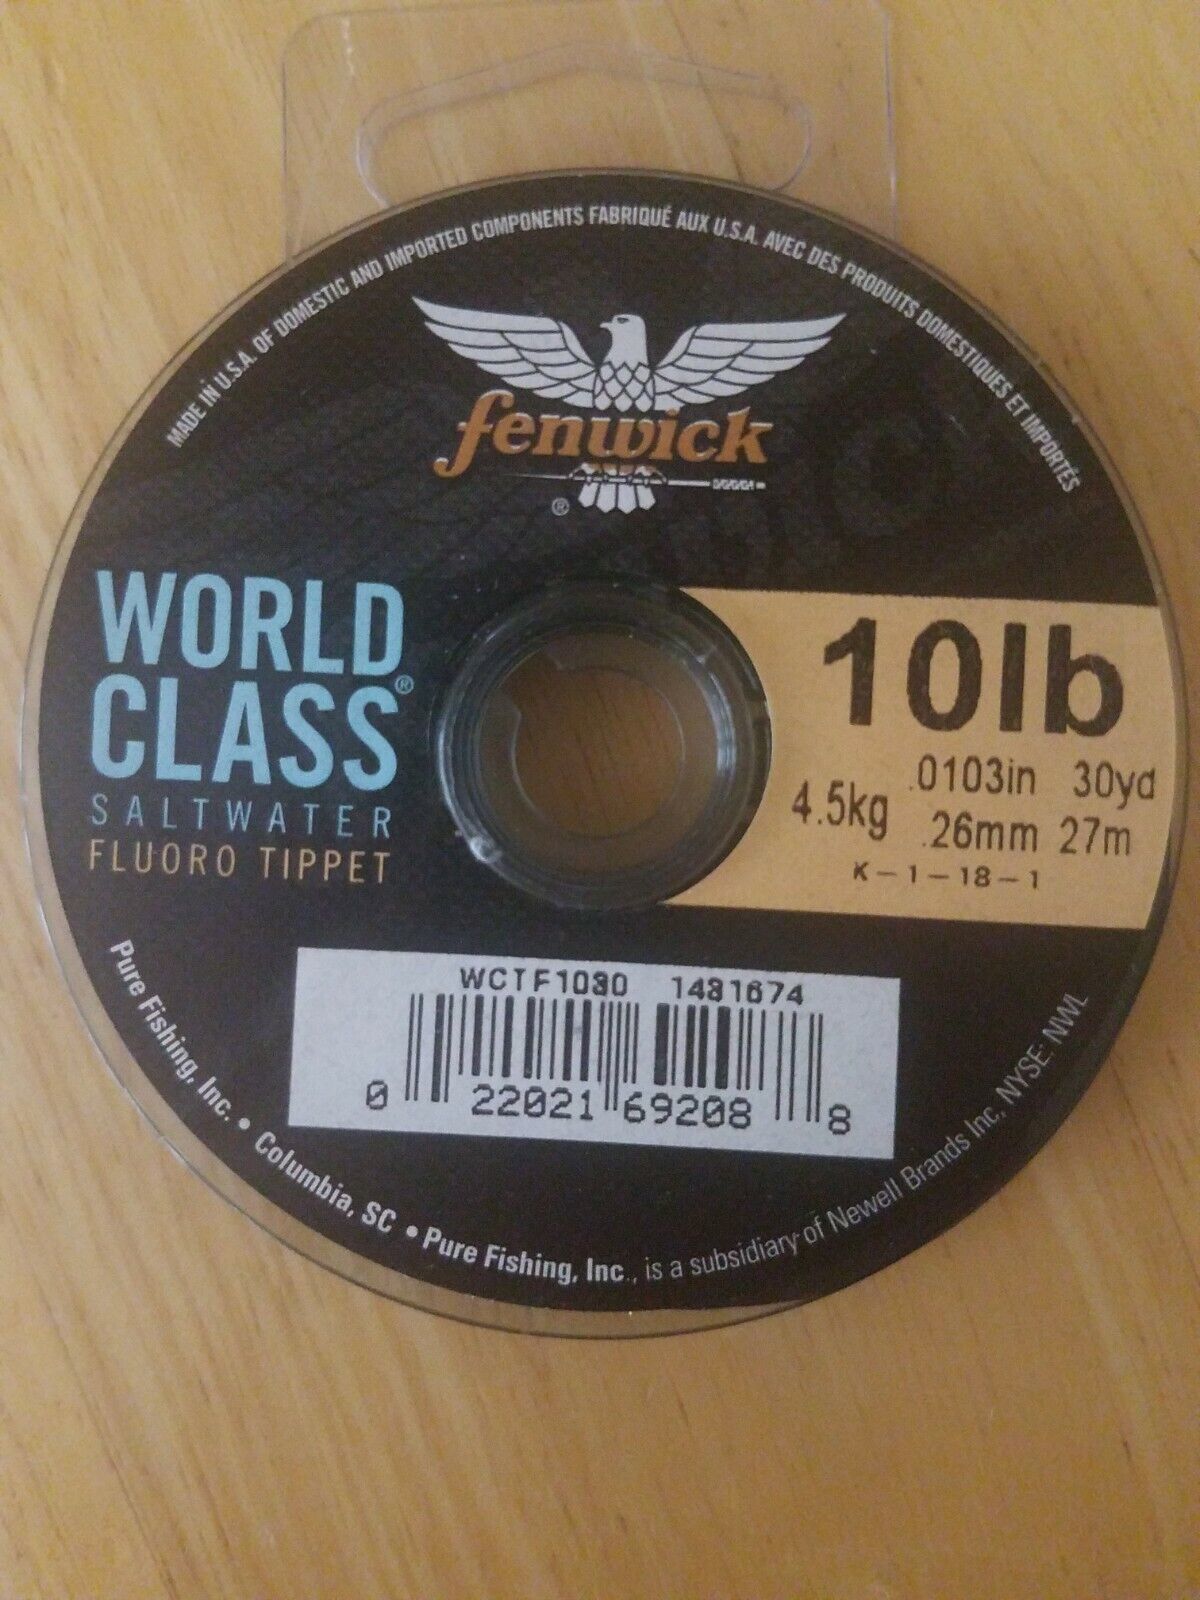 MADE IN U.S.A. OF DOMESTIC AND IMPORTED COMPONENTS FABRIQUÉ AUX U.S.A. AVEC DES PRODUITS DOMESTIQUES ET IMPORTÉS
fenwick
®
WORLD
CLASS®
SALTWATER
FLUORO TIPPET
10lb
4.5kg
.0103in 30yd
.26mm 27m
K-1-18-1
WCTF1030 1431674
0 22021 69208 8
Pure Fishing, Inc. • Columbia, SC • Pure Fishing, Inc., is a subsidiary of Newell Brands Inc, NYSE: NWL